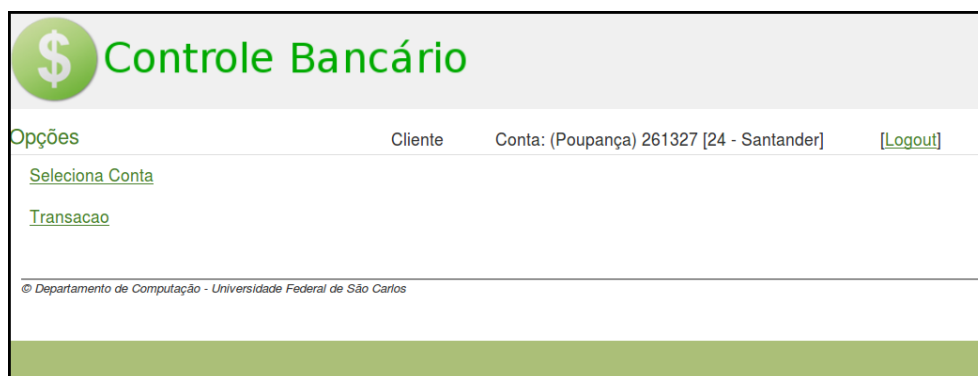 $ Controle Bancário
Opções Cliente Conta: (Poupança) 261327 [24 - Santander] [Logout]
Seleciona Conta
Transacao
© Departamento de Computação - Universidade Federal de São Carlos